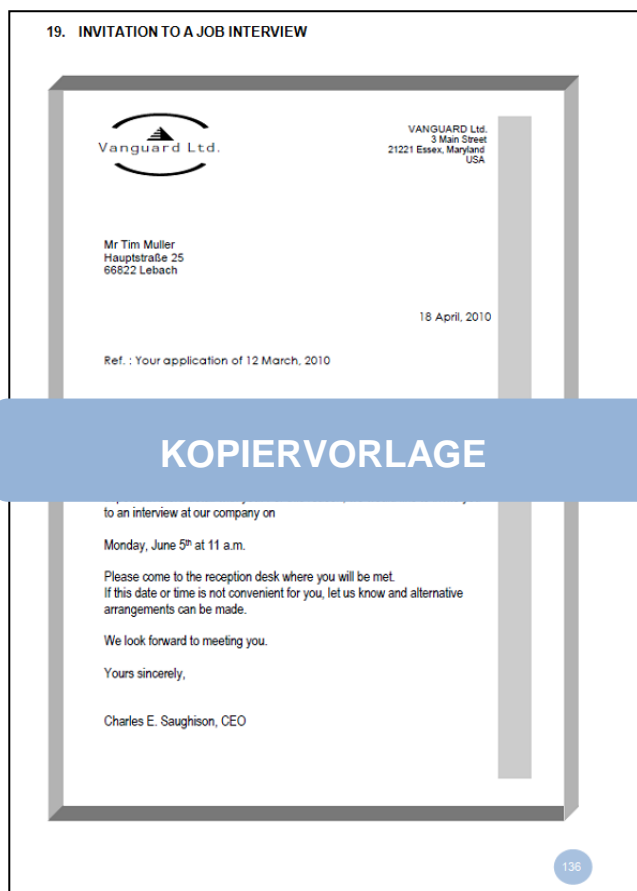 19. INVITATION TO A JOB INTERVIEW
Vanguard Ltd.
VANGUARD Ltd.
3 Main Street
21221 Essex, Maryland
USA
Mr Tim Muller
Hauptstraße 25
66822 Lebach
18 April, 2010
Ref. : Your application of 12 March, 2010
KOPIERVORLAGE
to an interview at our company on
Monday, June 5th at 11 a.m.
Please come to the reception desk where you will be met.
If this date or time is not convenient for you, let us know and alternative
arrangements can be made.
We look forward to meeting you.
Yours sincerely,
Charles E. Saughison, CEO
136